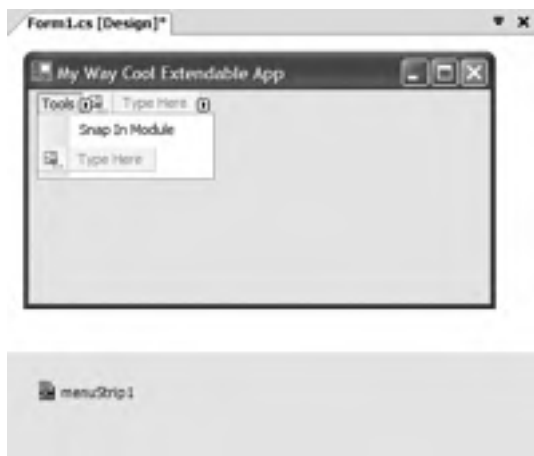 Form1.cs [Design]*
My Way Cool Extendable App
Tools Type Here
Snap In Module
Type Here
menuStrip1